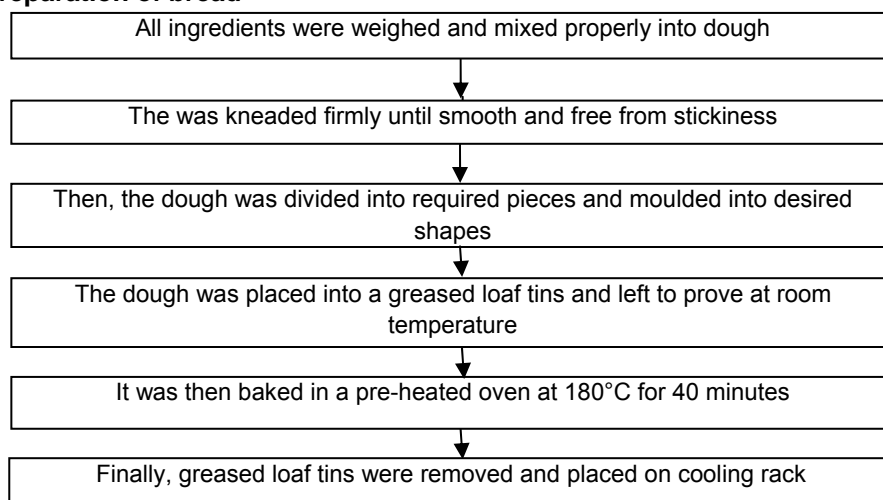 All ingredients were weighed and mixed properly into dough
The was kneaded firmly until smooth and free from stickiness
Then, the dough was divided into required pieces and moulded into desired
shapes
The dough was placed into a greased loaf tins and left to prove at room
temperature
It was then baked in a pre-heated oven at 180°C for 40 minutes
Finally, greased loaf tins were removed and placed on cooling rack